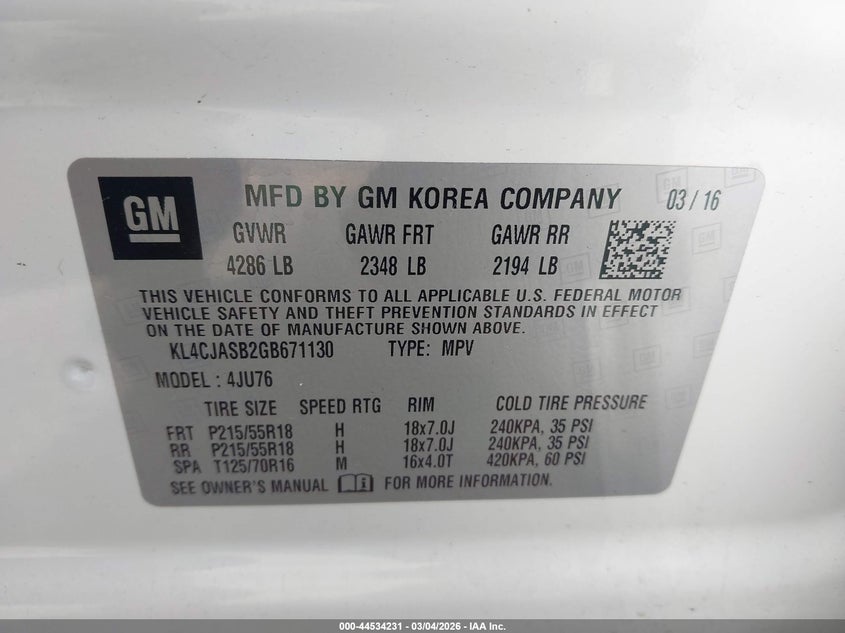 GM
MFD BY GM KOREA COMPANY 03/16
GVWR GAWR FRT GAWR RR
4286 LB 2348 LB 2194 LB
THIS VEHICLE CONFORMS TO ALL APPLICABLE U.S. FEDERAL MOTOR
VEHICLE SAFETY AND THEFT PREVENTION STANDARDS IN EFFECT
ON THE DATE OF MANUFACTURE SHOWN ABOVE.
KL4CJASB2GB671130 TYPE: MPV
MODEL: 4JU76
TIRE SIZE SPEED RTG RIM COLD TIRE PRESSURE
FRT P215/55R18 H 18x7.0J 240KPA, 35 PSI
RR P215/55R18 H 18x7.0J 240KPA, 35 PSI
SPA T125/70R16 M 16x4.0T 420KPA, 60 PSI
SEE OWNER'S MANUAL FOR MORE INFORMATION.
000-44534231 - 03/04/2026 - IAA Inc.